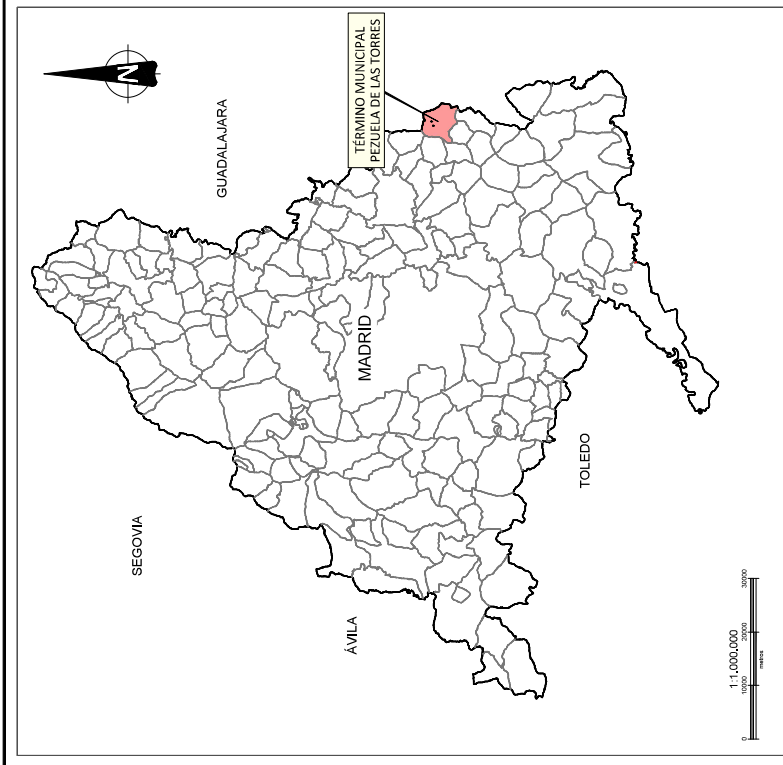 N
GUADALAJARA
TÉRMINO MUNICIPAL
PEZUELA DE LAS TORRES
MADRID
SEGOVIA
TOLEDO
ÁVILA
1:1.000.000
0 10000 20000 30000
metros